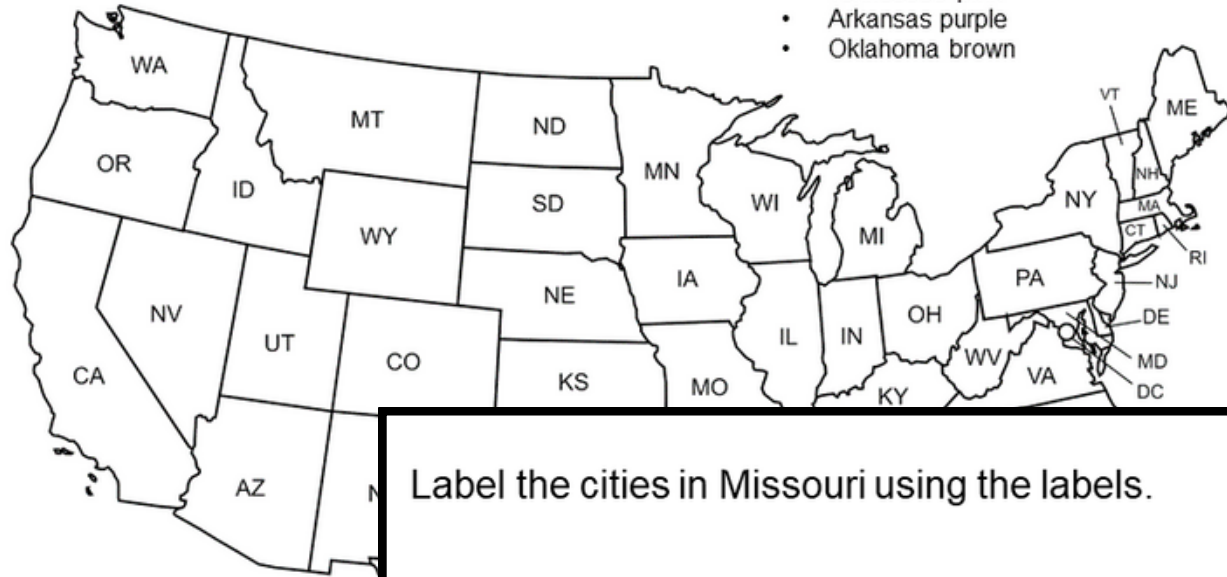 • Arkansas purple
• Oklahoma brown
WA
MT
ND
MN
VT
ME
OR
ID
SD
WI
NH
WY
MI
NY
MA
CT
RI
NE
IA
PA
NJ
NV
UT
CO
IL
IN
OH
DE
CA
KS
MO
WV
VA
MD
KY
DC
AZ
Label the cities in Missouri using the labels.